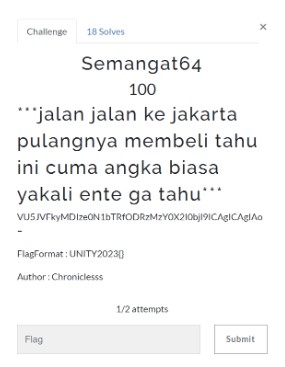 Challenge
18 Solves
×
Semangat64
100
***jalan jalan ke jakarta
pulangnya membeli tahu
ini cuma angka biasa
yakali ente ga tahu***
VU5JVFkyMDIze0N1bTRfODRzMzY0X2I0bjl9ICAgICAgIAo
=
FlagFormat : UNITY2023{}
Author : Chroniclesss
1/2 attempts
Flag
Submit